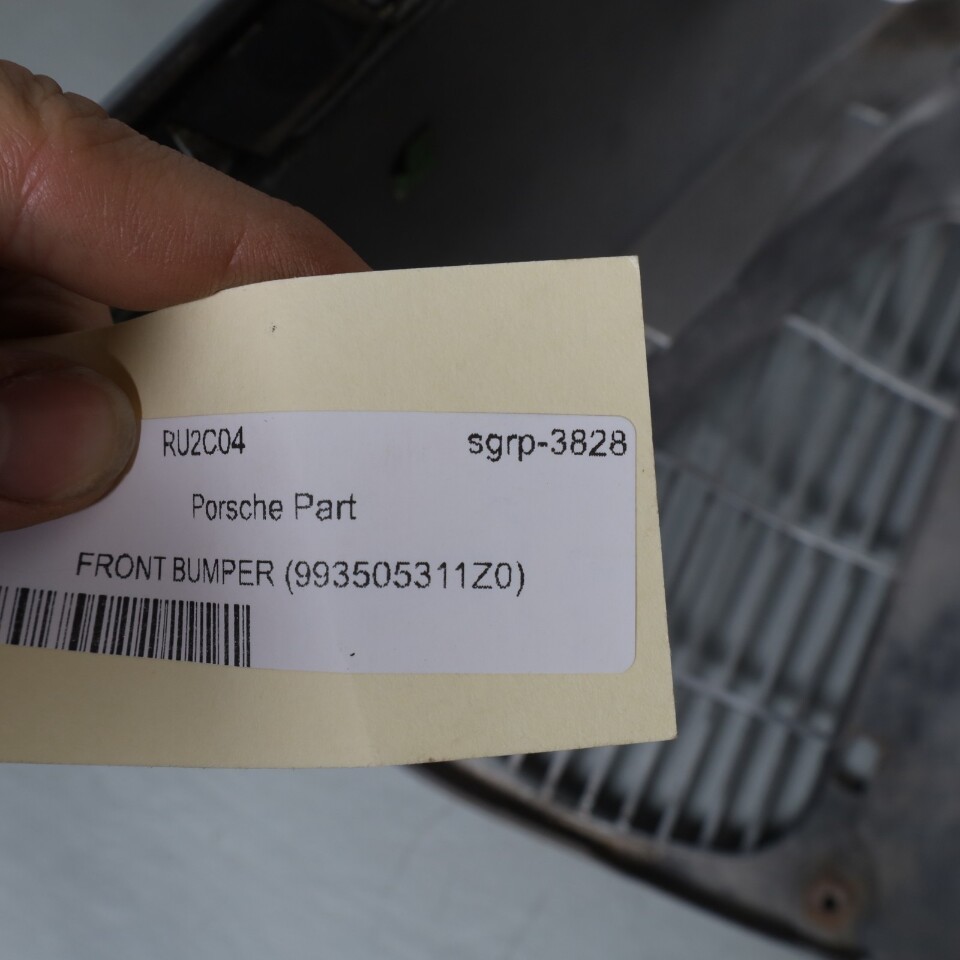 RU2C04 sgrp-3828
Porsche Part
FRONT BUMPER (993505311Z0)